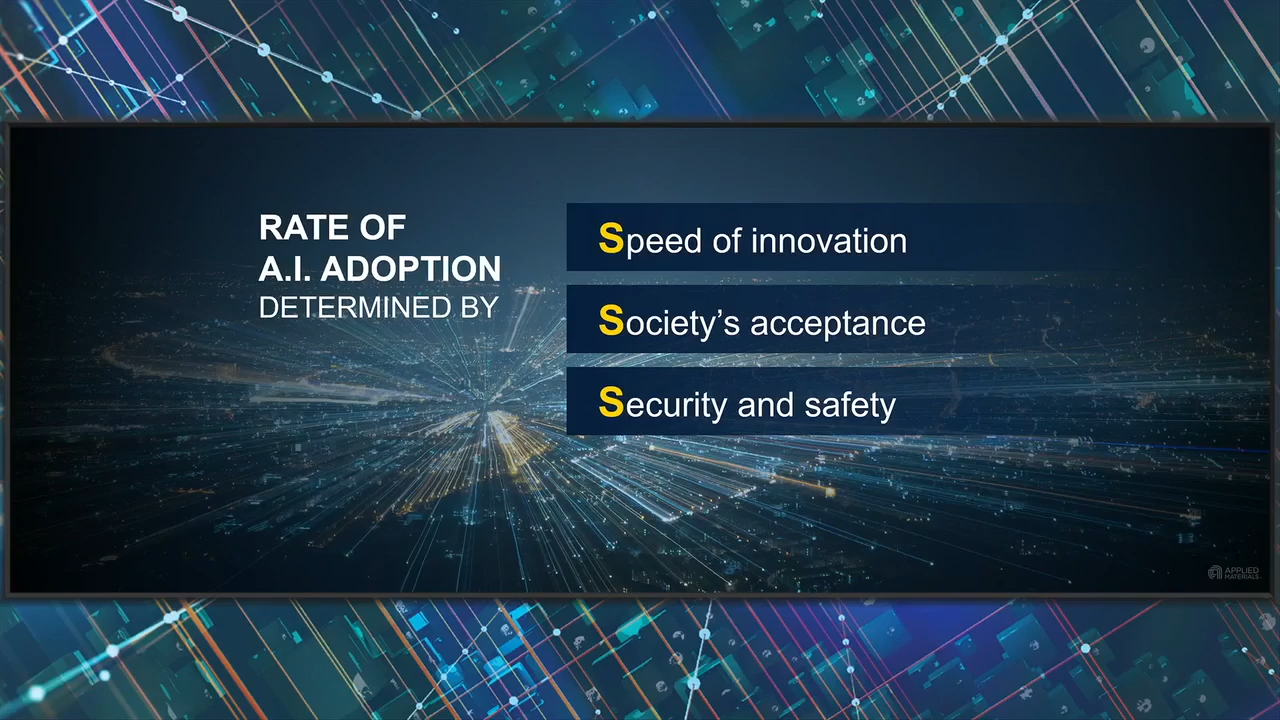 RATE OF
A.I. ADOPTION
DETERMINED BY
Speed of innovation
Society’s acceptance
Security and safety
APPLIED
MATERIALS